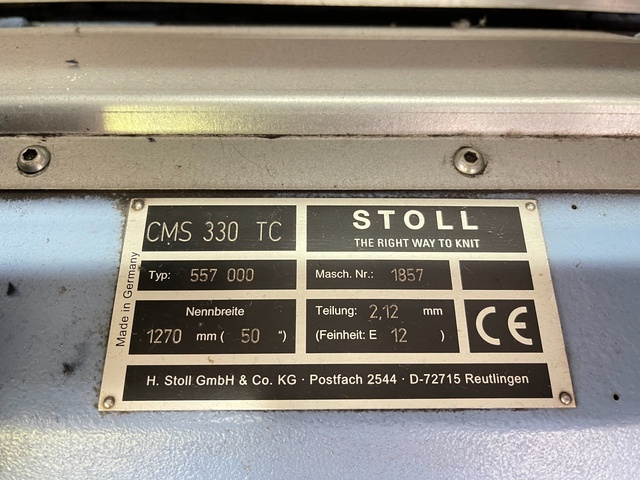 CMS 330 TC
STOLL
THE RIGHT WAY TO KNIT
Typ: 557 000
Masch. Nr.: 1857
Made in Germany
Nennbreite
1270 mm ( 50 ")
Teilung: 2,12 mm
(Feinheit: E 12 )
CE
H. Stoll GmbH & Co. KG · Postfach 2544 · D-72715 Reutlingen